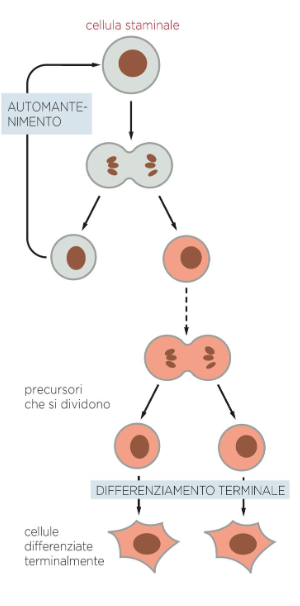 cellula staminale
AUTOMANTE-
NIMENTO
precursori
che si dividono
DIFFERENZIAMENTO TERMINALE
cellule
differenziate
terminalmente